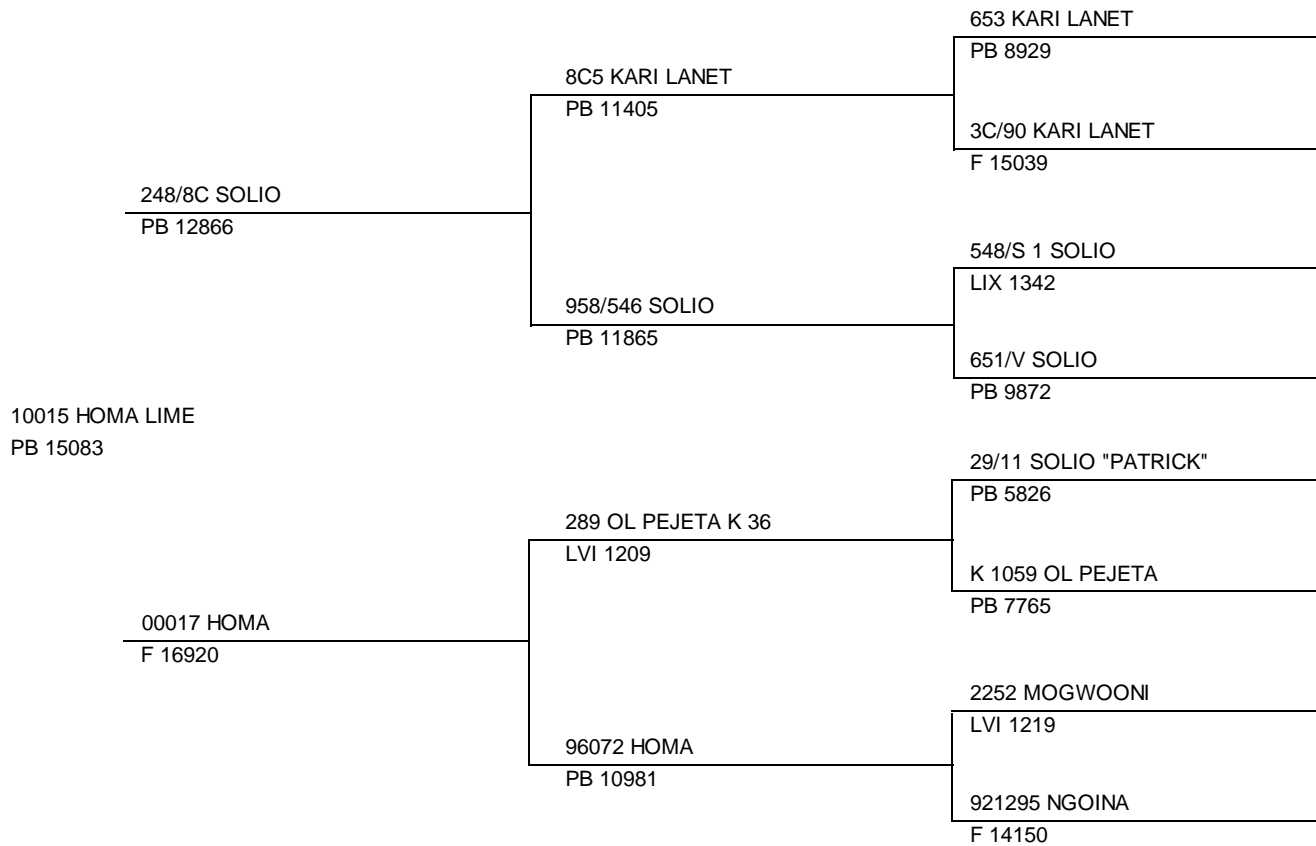 653 KARI LANET
PB 8929
8C5 KARI LANET
PB 11405
3C/90 KARI LANET
F 15039
248/8C SOLIO
PB 12866
548/S 1 SOLIO
LIX 1342
958/546 SOLIO
PB 11865
651/V SOLIO
PB 9872
10015 HOMA LIME
PB 15083
29/11 SOLIO "PATRICK"
PB 5826
289 OL PEJETA K 36
LVI 1209
K 1059 OL PEJETA
PB 7765
00017 HOMA
F 16920
2252 MOGWOONI
LVI 1219
96072 HOMA
PB 10981
921295 NGOINA
F 14150